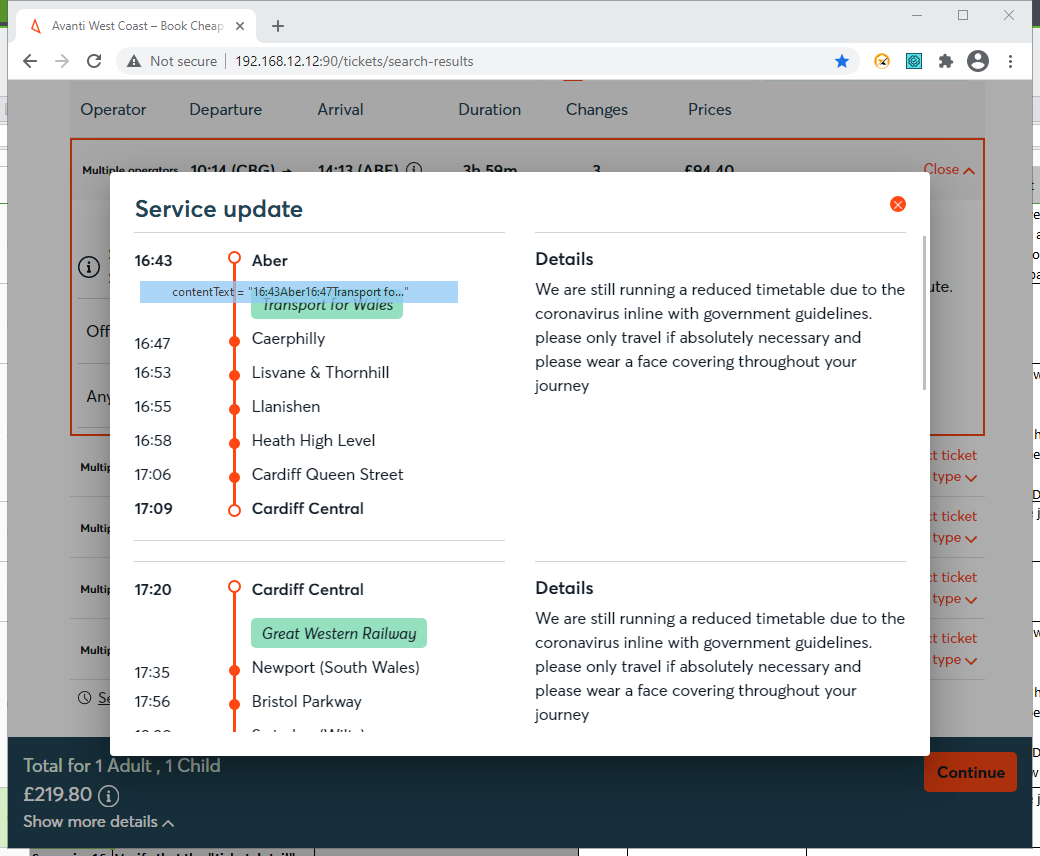 Avanti West Coast – Book Cheap
Not secure
192.168.12.12:90/tickets/search-results
Operator
Departure
Arrival
Duration
Changes
Prices
Multiple operators
10:14 (CBG) →
14:13 (ABE)
3h 59m
3
£94.40
Close
Service update
16:43
Aber
contentText = "16:43Aber16:47Transport fo..."
Transport for Wales
16:47
Caerphilly
16:53
Lisvane & Thornhill
16:55
Llanishen
16:58
Heath High Level
17:06
Cardiff Queen Street
17:09
Cardiff Central
Details
We are still running a reduced timetable due to the
coronavirus inline with government guidelines.
please only travel if absolutely necessary and
please wear a face covering throughout your
journey
17:20
Cardiff Central
Great Western Railway
17:35
Newport (South Wales)
17:56
Bristol Parkway
Details
We are still running a reduced timetable due to the
coronavirus inline with government guidelines.
please only travel if absolutely necessary and
please wear a face covering throughout your
journey
ute.
Off
Any
Multip
ct ticket
type
Multip
ct ticket
type
Multip
ct ticket
type
Multip
ct ticket
type
Se
Total for 1 Adult , 1 Child
£219.80
Show more details
Continue